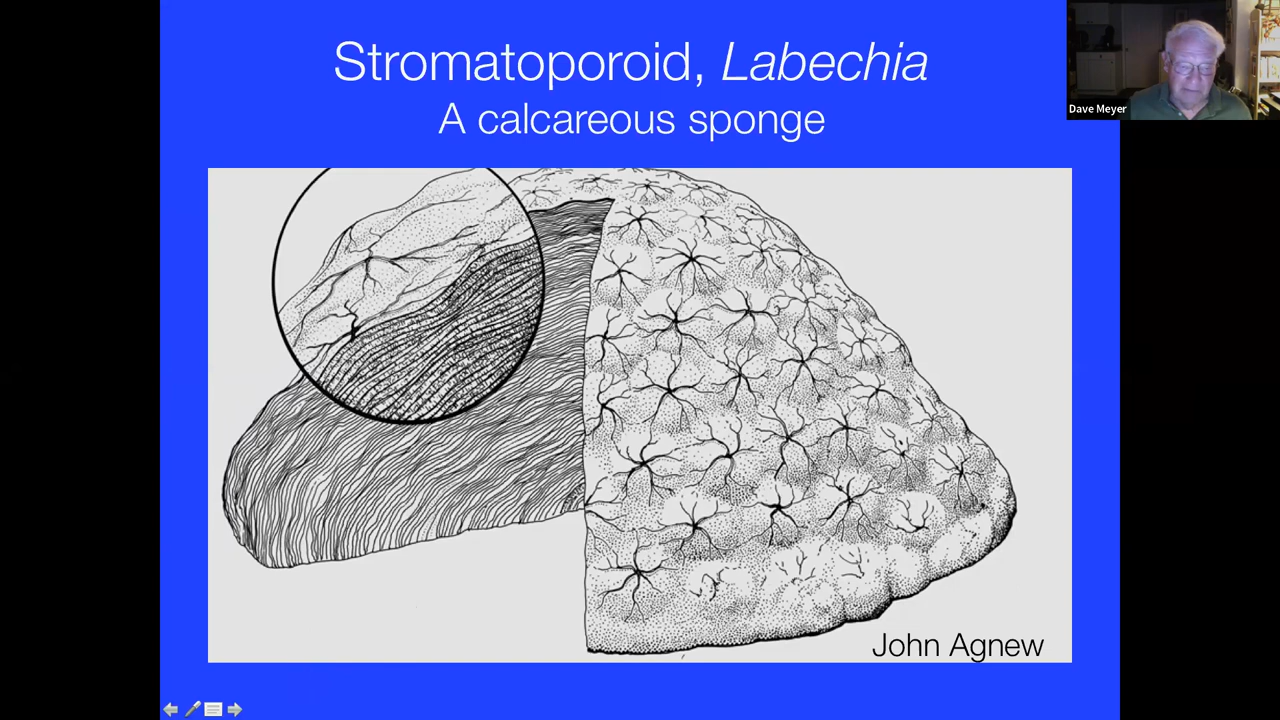 Stromatoporoid, Labechia
A calcareous sponge
Dave Meyer
John Agnew